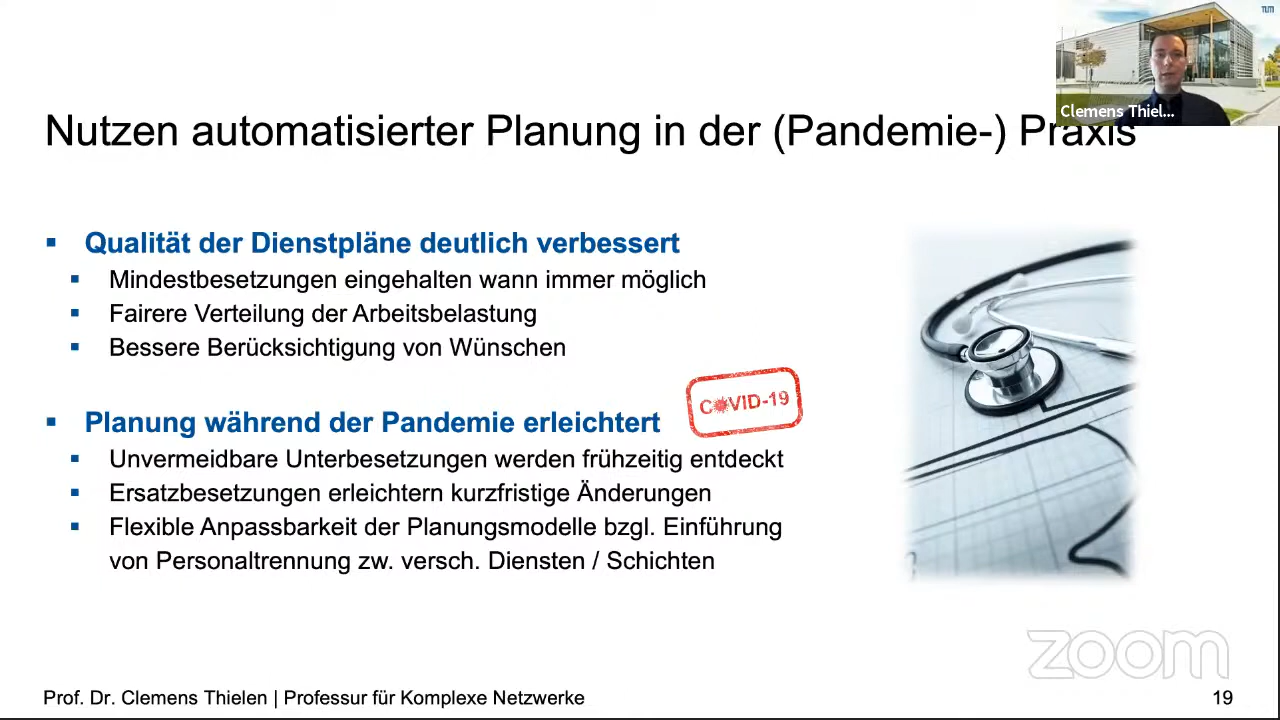 TUM
Clemens Thiel...
Nutzen automatisierter Planung in der (Pandemie-) Praxis
Qualität der Dienstpläne deutlich verbessert
Mindestbesetzungen eingehalten wann immer möglich
Fairere Verteilung der Arbeitsbelastung
Bessere Berücksichtigung von Wünschen
COVID-19
Planung während der Pandemie erleichtert
Unvermeidbare Unterbesetzungen werden frühzeitig entdeckt
Ersatzbesetzungen erleichtern kurzfristige Änderungen
Flexible Anpassbarkeit der Planungsmodelle bzgl. Einführung
von Personaltrennung zw. versch. Diensten / Schichten
zoom
Prof. Dr. Clemens Thielen | Professur für Komplexe Netzwerke
19